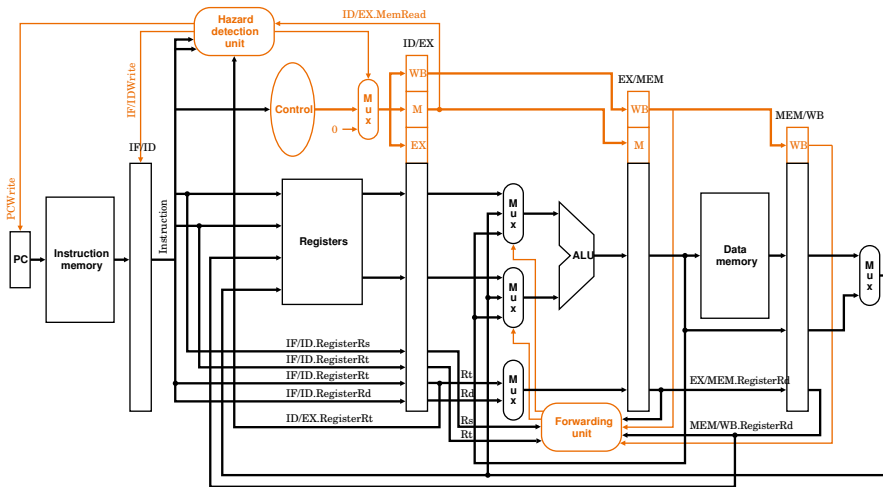 Hazard
detection
unit
ID/EX.MemRead
ID/EX
EX/MEM
MEM/WB
IF/IDWrite
PCWrite
IF/ID
Control
0
M
u
x
WB
M
EX
WB
M
WB
PC
Instruction
memory
Instruction
Registers
M
u
x
M
u
x
ALU
Data
memory
M
u
x
IF/ID.RegisterRs
IF/ID.RegisterRt
IF/ID.RegisterRt
IF/ID.RegisterRd
ID/EX.RegisterRt
Rt
Rd
Rs
Rt
M
u
x
EX/MEM.RegisterRd
Forwarding
unit
MEM/WB.RegisterRd